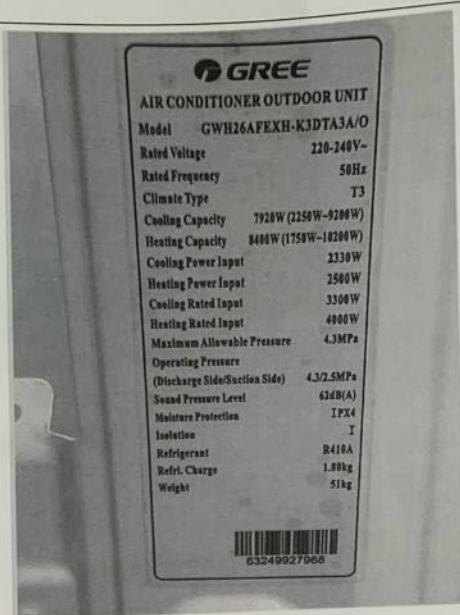 GREE
AIR CONDITIONER OUTDOOR UNIT
Model GWH26AFEXH-K3DTA3A/O
Rated Voltage 220-240V~
Rated Frequency 50Hz
Climate Type T3
Cooling Capacity 7920W (2250W~9200W)
Heating Capacity 8400W (1750W~10200W)
Cooling Power Input 2330W
Heating Power Input 2500W
Cooling Rated Input 3300W
Heating Rated Input 4000W
Maximum Allowable Pressure 4.3MPa
Operating Pressure
(Discharge Side/Suction Side) 4.3/2.5MPa
Sound Pressure Level 62dB(A)
Moisture Protection IPX4
Isolation I
Refrigerant R410A
Refri. Charge 1.80kg
Weight 51kg
63249927968